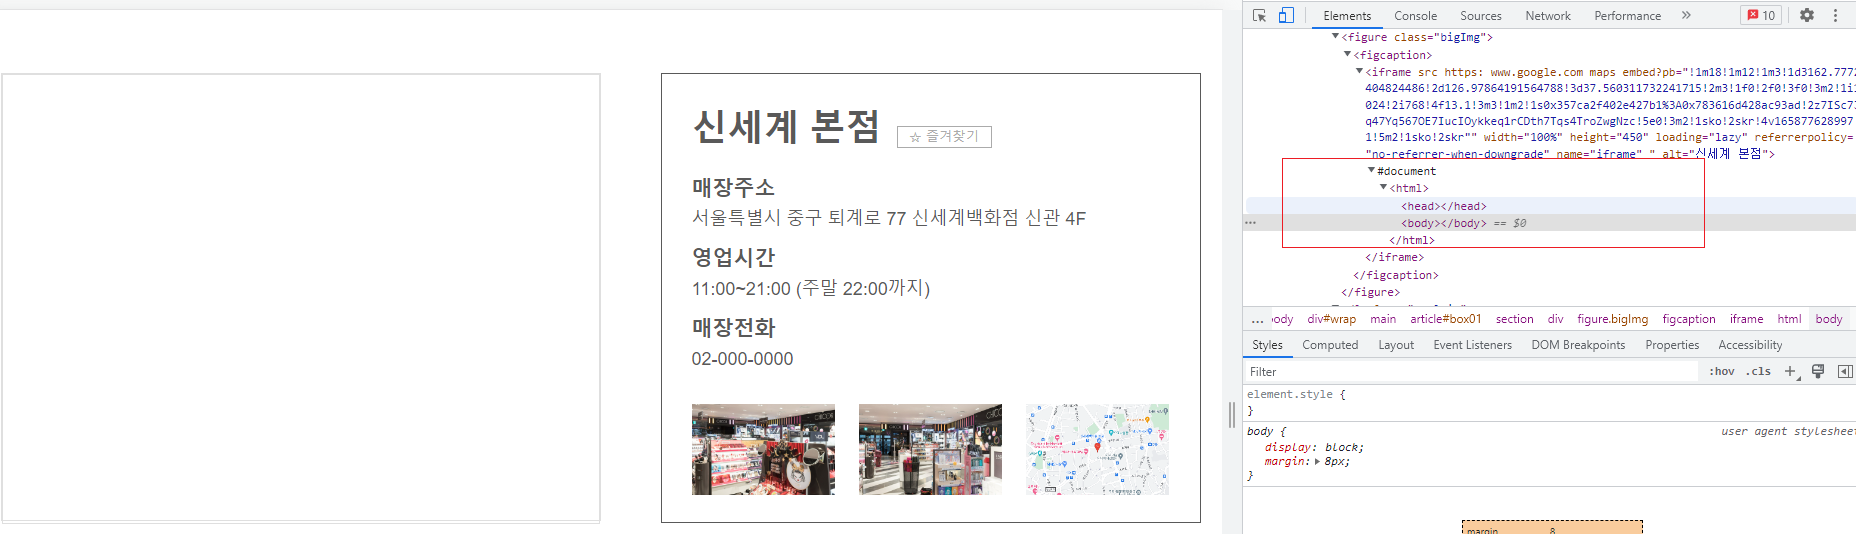 신세계 본점
☆ 즐겨찾기
매장주소
서울특별시 중구 퇴계로 77 신세계백화점 신관 4F
영업시간
11:00~21:00 (주말 22:00까지)
매장전화
02-000-0000
Elements Console Sources Network Performance » 10
<figure class="bigImg">
<figcaption>
<iframe src https: www.google.com maps embed?pb="!1m18!1m12!1m3!1d3162.7772
404824486!2d126.97864191564788!3d37.560311732241715!2m3!1f0!2f0!3f0!3m2!1i1
024!2i768!4f13.1!3m3!1m2!1s0x357ca2f402e427b1%3A0x783616d428ac93ad!2z7ISc7J
q47Yq567OE7IucIOykkeq1rCDth7Tqs4TroZwgNzc!5e0!3m2!1sko!2skr!4v165877628997
1!5m2!1sko!2skr"" width="100%" height="450" loading="lazy" referrerpolicy=
"no-referrer-when-downgrade" name="iframe" " alt="신세계 본점">
#document
<html>
<head></head>
... <body></body> == $0
</html>
</iframe>
</figcaption>
</figure>
... body div#wrap main article#box01 section div figure.bigImg figcaption iframe html body
Styles Computed Layout Event Listeners DOM Breakpoints Properties Accessibility
Filter :hov .cls +
element.style {
}
body { user agent stylesheet
display: block;
margin: 8px;
}
margin 8